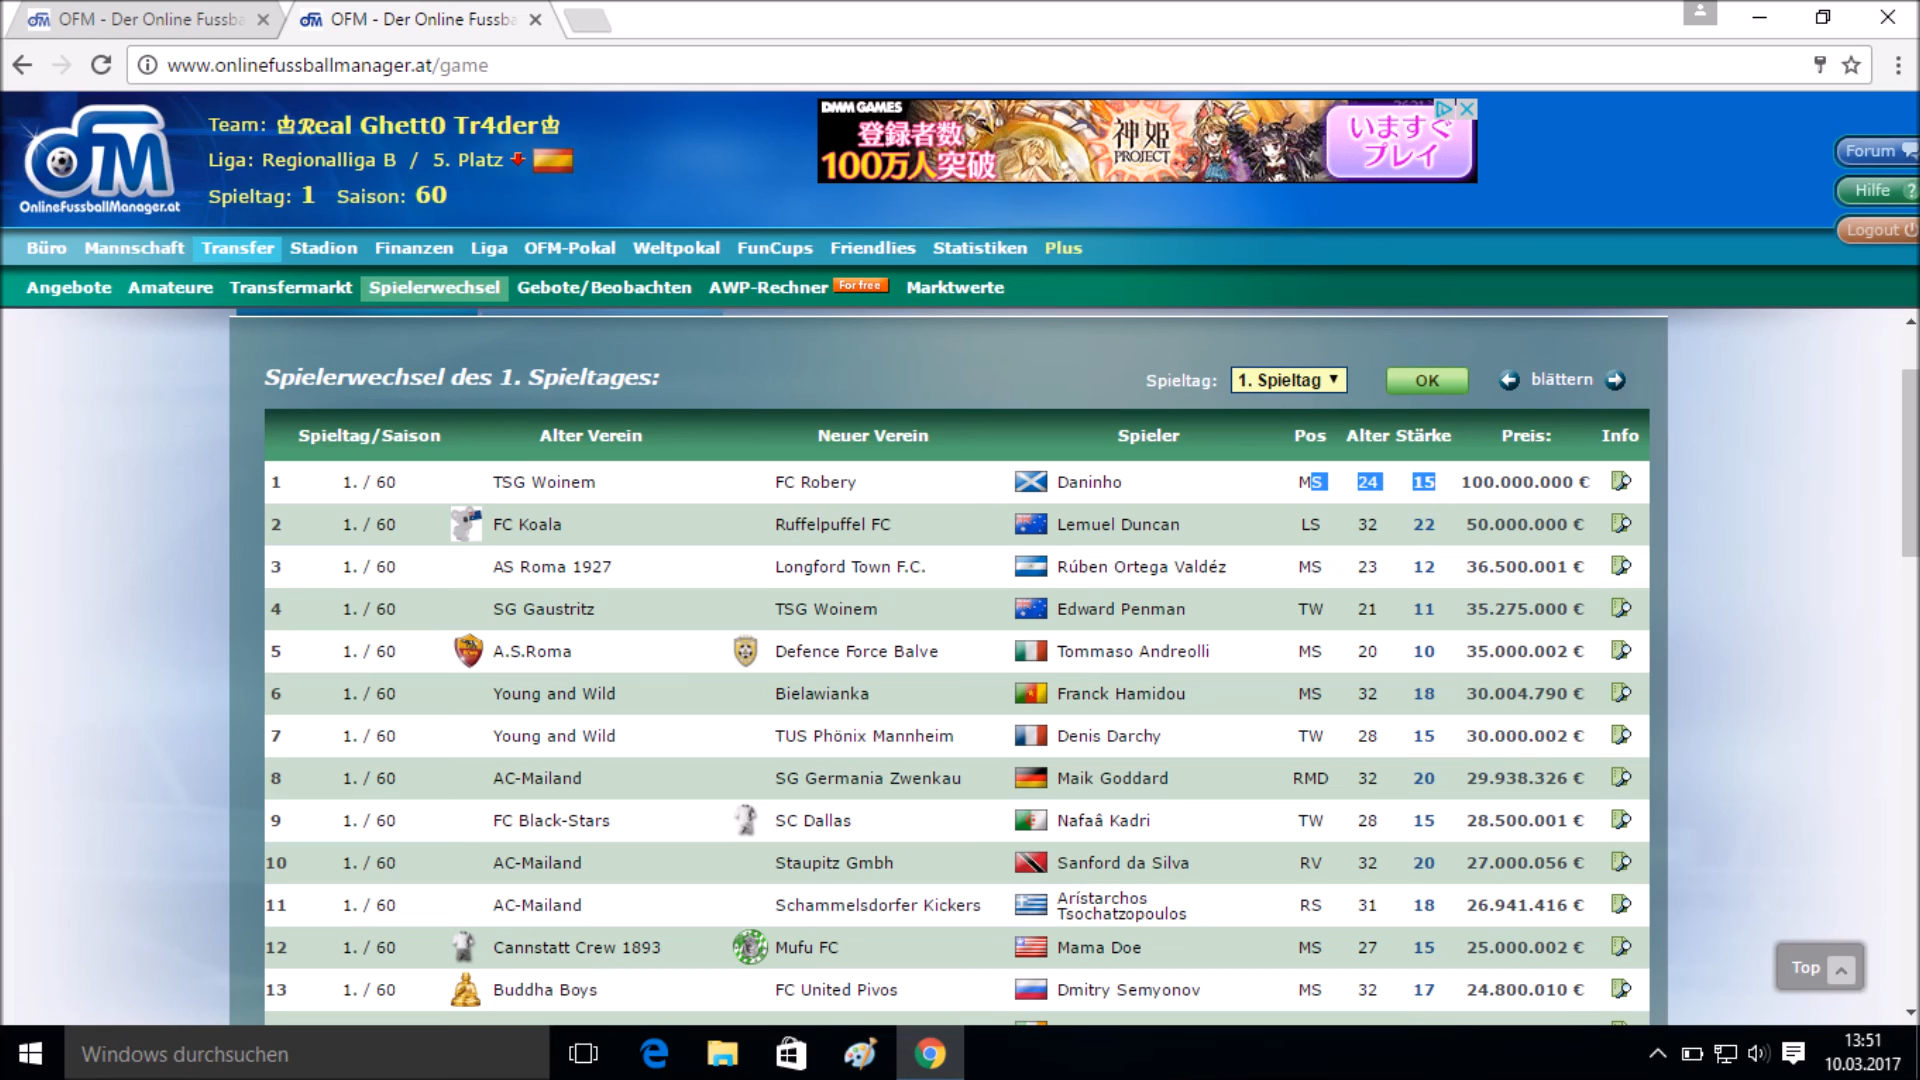 OFM - Der Online Fussba
OFM - Der Online Fussba
www.onlinefussballmanager.at/game
OFM
OnlineFussballManager.at
Team: ♔ℛeal Ghett0 Tr4der♔
Liga: Regionalliga B / 5. Platz
Spieltag: 1 Saison: 60
DMM GAMES
登録者数
100万人突破
神姫
PROJECT
いますぐ
プレイ
Forum
Hilfe ?
Logout
Büro Mannschaft Transfer Stadion Finanzen Liga OFM-Pokal Weltpokal FunCups Friendlies Statistiken Plus
Angebote Amateure Transfermarkt Spielerwechsel Gebote/Beobachten AWP-Rechner For free Marktwerte
Spielerwechsel des 1. Spieltages:
Spieltag: 1. Spieltag OK blättern
Spieltag/Saison Alter Verein Neuer Verein Spieler Pos Alter Stärke Preis: Info
1 1. / 60 TSG Woinem FC Robery Daninho MS 24 15 100.000.000 €
2 1. / 60 FC Koala Ruffelpuffel FC Lemuel Duncan LS 32 22 50.000.000 €
3 1. / 60 AS Roma 1927 Longford Town F.C. Rúben Ortega Valdéz MS 23 12 36.500.001 €
4 1. / 60 SG Gaustritz TSG Woinem Edward Penman TW 21 11 35.275.000 €
5 1. / 60 A.S.Roma Defence Force Balve Tommaso Andreolli MS 20 10 35.000.002 €
6 1. / 60 Young and Wild Bielawianka Franck Hamidou MS 32 18 30.004.790 €
7 1. / 60 Young and Wild TUS Phönix Mannheim Denis Darchy TW 28 15 30.000.002 €
8 1. / 60 AC-Mailand SG Germania Zwenkau Maik Goddard RMD 32 20 29.938.326 €
9 1. / 60 FC Black-Stars SC Dallas Nafaâ Kadri TW 28 15 28.500.001 €
10 1. / 60 AC-Mailand Staupitz Gmbh Sanford da Silva RV 32 20 27.000.056 €
11 1. / 60 AC-Mailand Schammelsdorfer Kickers Arístarchos Tsochatzopoulos RS 31 18 26.941.416 €
12 1. / 60 Cannstatt Crew 1893 Mufu FC Mama Doe MS 27 15 25.000.002 €
13 1. / 60 Buddha Boys FC United Pivos Dmitry Semyonov MS 32 17 24.800.010 €
Top
Windows durchsuchen
13:51
10.03.2017